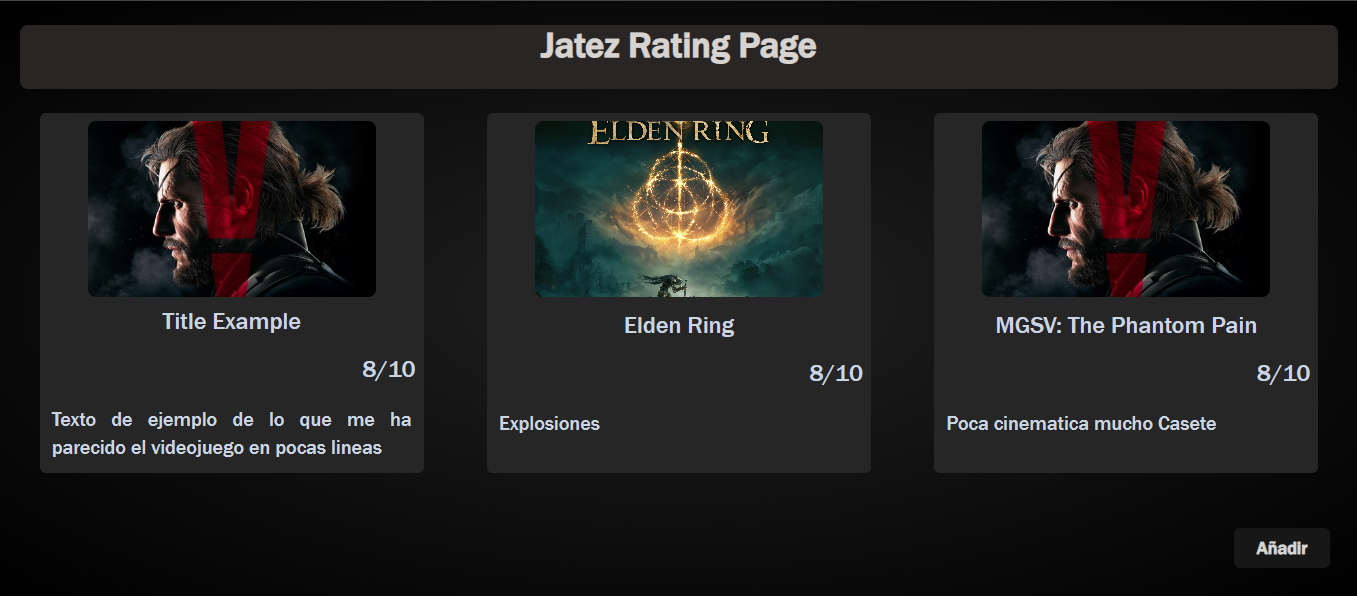 Jatez Rating Page
ELDEN RING
Title Example
Elden Ring
MGSV: The Phantom Pain
8/10
8/10
8/10
Texto de ejemplo de lo que me ha
parecido el videojuego en pocas lineas
Explosiones
Poca cinematica mucho Casete
Añadir